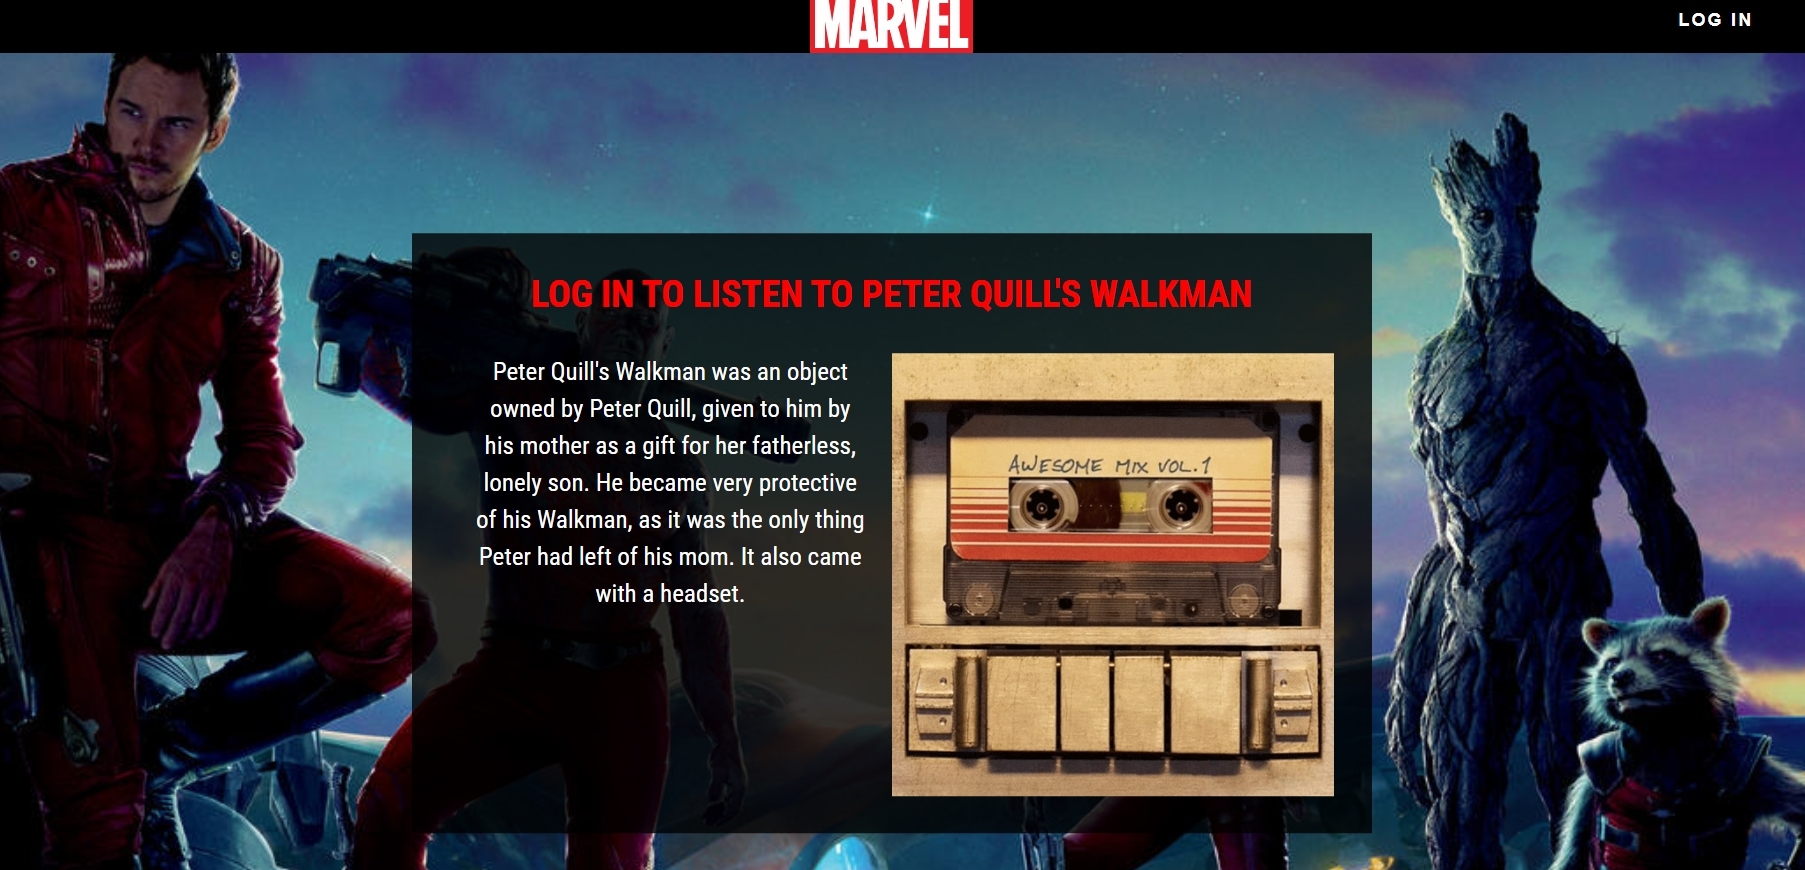 MARVEL
LOG IN
LOG IN TO LISTEN TO PETER QUILL'S WALKMAN
Peter Quill's Walkman was an object
owned by Peter Quill, given to him by
his mother as a gift for her fatherless,
lonely son. He became very protective
of his Walkman, as it was the only thing
Peter had left of his mom. It also came
with a headset.
AWESOME MIX VOL.1